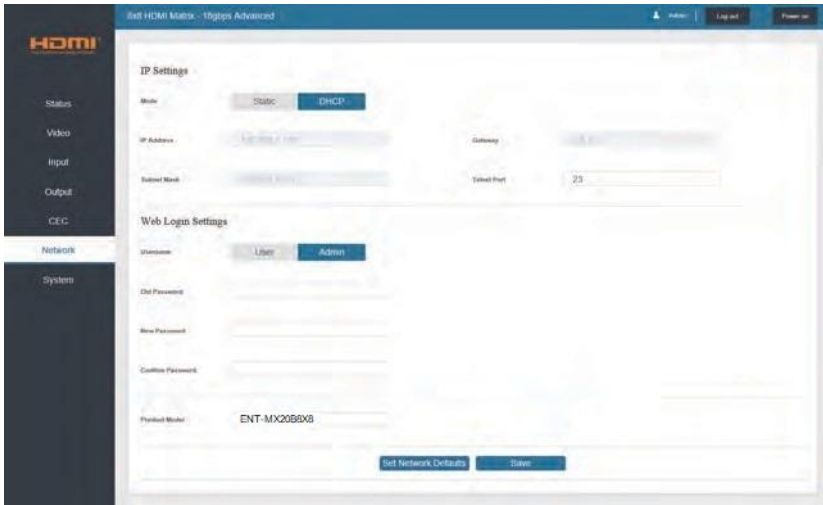 8x8 HDMI Matrix - 18gbps Advanced
Admin
Log out
Power on
HDMI
Status
Video
Input
Output
CEC
Network
System
IP Settings
Mode Static DHCP
IP Address Gateway
Subnet Mask Telnet Port 23
Web Login Settings
Username User Admin
Old Password
New Password
Confirm Password
Product Model ENT-MX20B8X8
Set Network Defaults Save